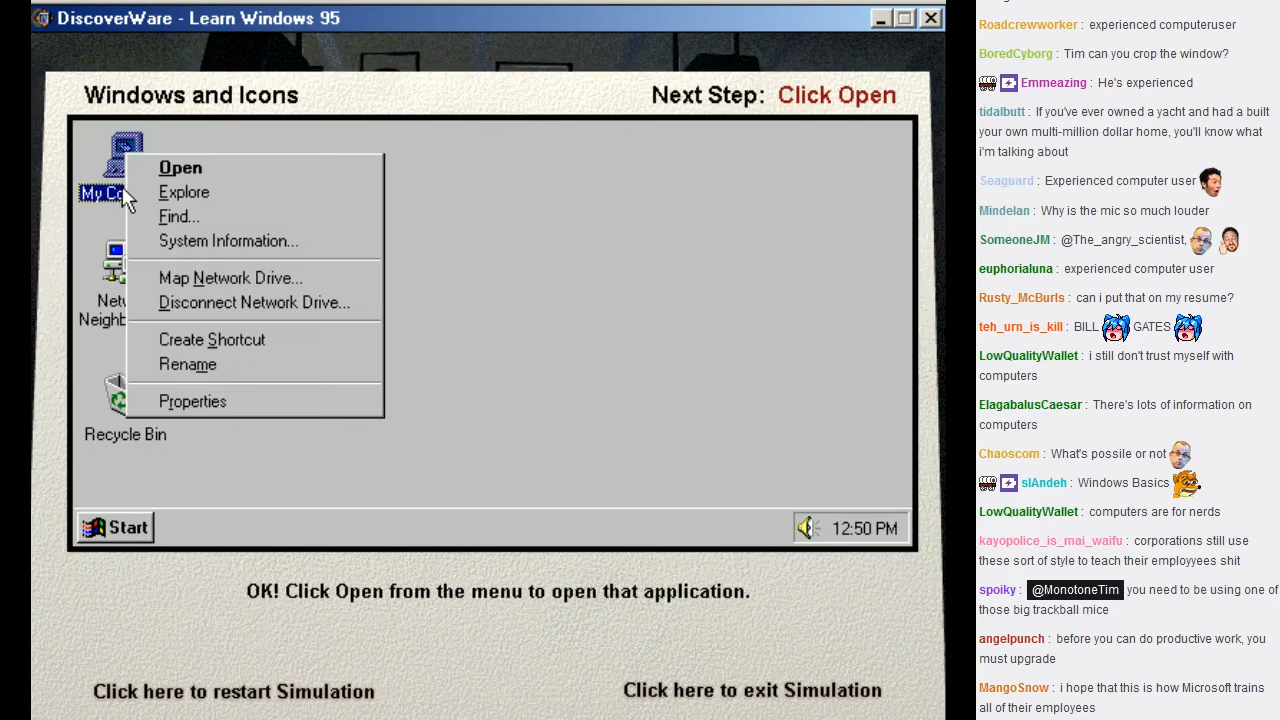 DiscoverWare - Learn Windows 95
Windows and Icons
Next Step: Click Open
My Co
Open
Explore
Find...
System Information...
Map Network Drive...
Disconnect Network Drive...
Create Shortcut
Rename
Properties
Netw
Neighb
Recycle Bin
Start
12:50 PM
OK! Click Open from the menu to open that application.
Click here to restart Simulation
Click here to exit Simulation
Roadcrewworker : experienced computeruser
BoredCyborg : Tim can you crop the window?
Emmeazing : He's experienced
tidalbutt : If you've ever owned a yacht or had a built
your own multi-million dollar home, you'll know what
i'm talking about
Seaguard : Experienced computer user
Mindelan : Why is the mic so much louder
SomeoneJM : @The_angry_scientist,
euphorialuna : experienced computer user
Rusty_McBurls : can you put that on a resume?
teh_urn_is_kill : BILL BILL GATES
LowQualityWallet : i still don't trust myself with
computers
ElagabalusCaesar : There's lots of infomation on
computers
Chaoscom : What's possible or not
slAndeh : Windows Basics
LowQualityWallet : computers are for nerds
kayopolice_is_mai_waifu : corporations still use
these sort of style to teach their employees shit
spoiky : @MonotoneTim you need to be using one of
those big trackball mice
angelpunch : before you can do productive work, you
must upgrade
MangoSnow : i hope that this is how Microsoft trains
all of their employees